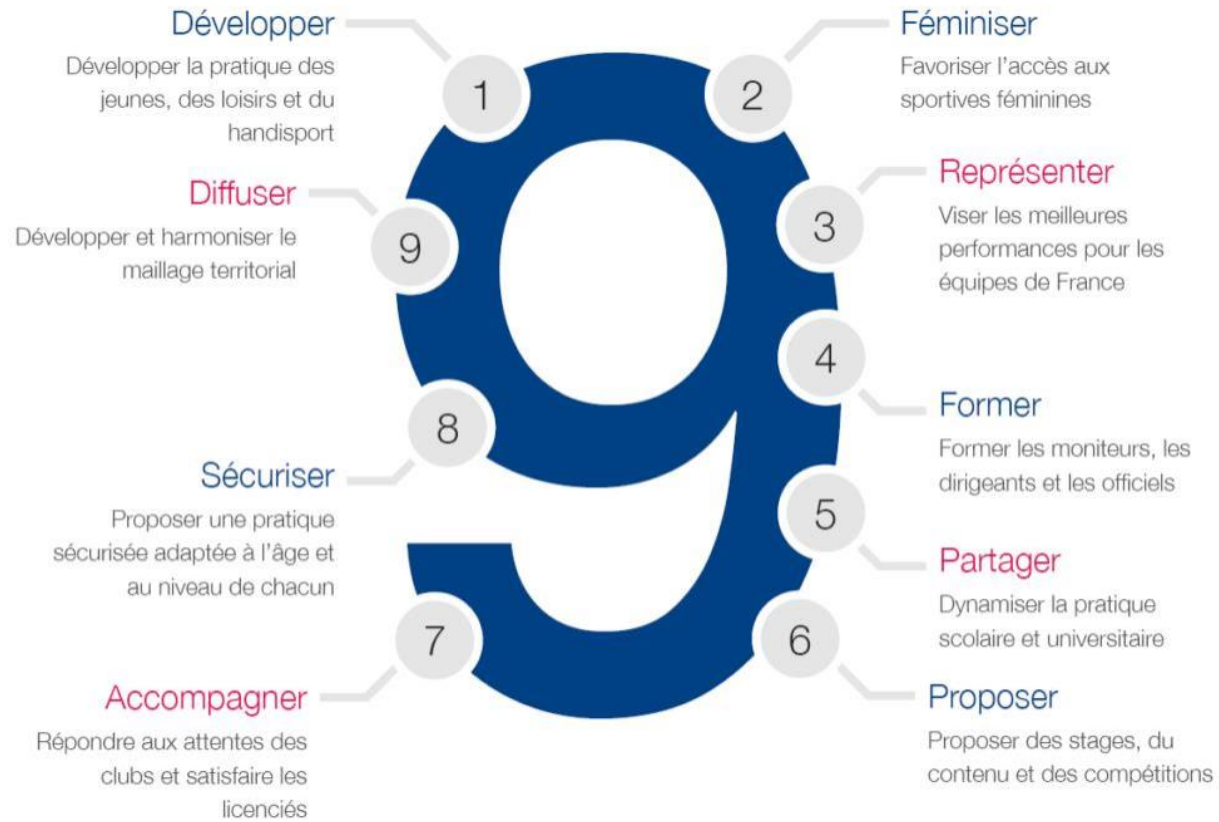 1
Développer
Développer la pratique des
jeunes, des loisirs et du
handisport
2
Féminiser
Favoriser l'accès aux
sportives féminines
3
Représenter
Viser les meilleures
performances pour les
équipes de France
4
Former
Former les moniteurs, les
dirigeants et les officiels
5
Partager
Dynamiser la pratique
scolaire et universitaire
6
Proposer
Proposer des stages, du
contenu et des compétitions
7
Accompagner
Répondre aux attentes des
clubs et satisfaire les
licenciés
8
Sécuriser
Proposer une pratique
sécurisée adaptée à l'âge et
au niveau de chacun
9
Diffuser
Développer et harmoniser le
maillage territorial
9